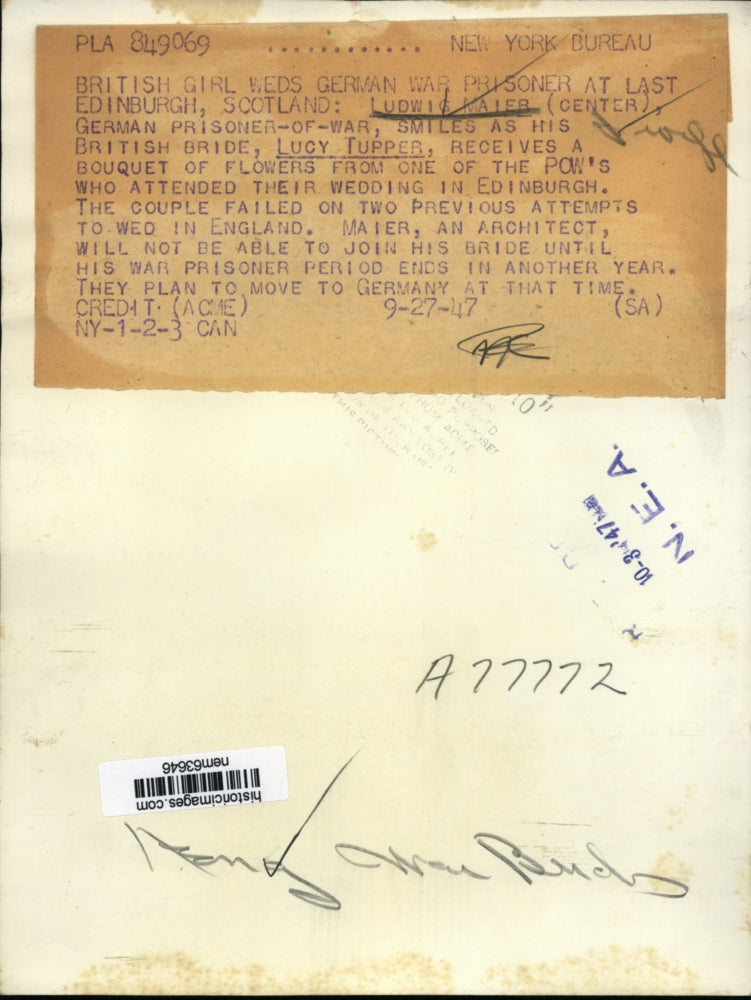 PLA 849069 ............. NEW YORK BUREAU
BRITISH GIRL WEDS GERMAN WAR PRISONER AT LAST
EDINBURGH, SCOTLAND: LUDWIG MAIER (CENTER),
GERMAN PRISONER-OF-WAR, SMILES AS HIS
BRITISH BRIDE, LUCY TUPPER, RECEIVES A
BOUQUET OF FLOWERS FROM ONE OF THE POW'S
WHO ATTENDED THEIR WEDDING IN EDINBURGH.
THE COUPLE FAILED ON TWO PREVIOUS ATTEMPTS
TO WED IN ENGLAND. MAIER, AN ARCHITECT,
WILL NOT BE ABLE TO JOIN HIS BRIDE UNTIL
HIS WAR PRISONER PERIOD ENDS IN ANOTHER YEAR.
THEY PLAN TO MOVE TO GERMANY AT THAT TIME.
CREDIT (ACME) 9-27-47 (SA)
NY-1-2-3 CAN
THIS PICTURE
N.E.A.
A77772
nem63646
historicimages.com
War